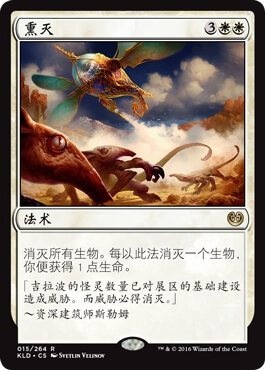 熏灭 3
法术
消灭所有生物。每以此法消灭一个生物，
你便获得1点生命。
「吉拉波的怪灵数量已对展区的基础建设
造成威胁。而威胁必得消灭。」
～资深建筑师斯勒姆
015/264 R
KLD • CS SVETLIN VELINOV
™ & © 2016 Wizards of the Coast